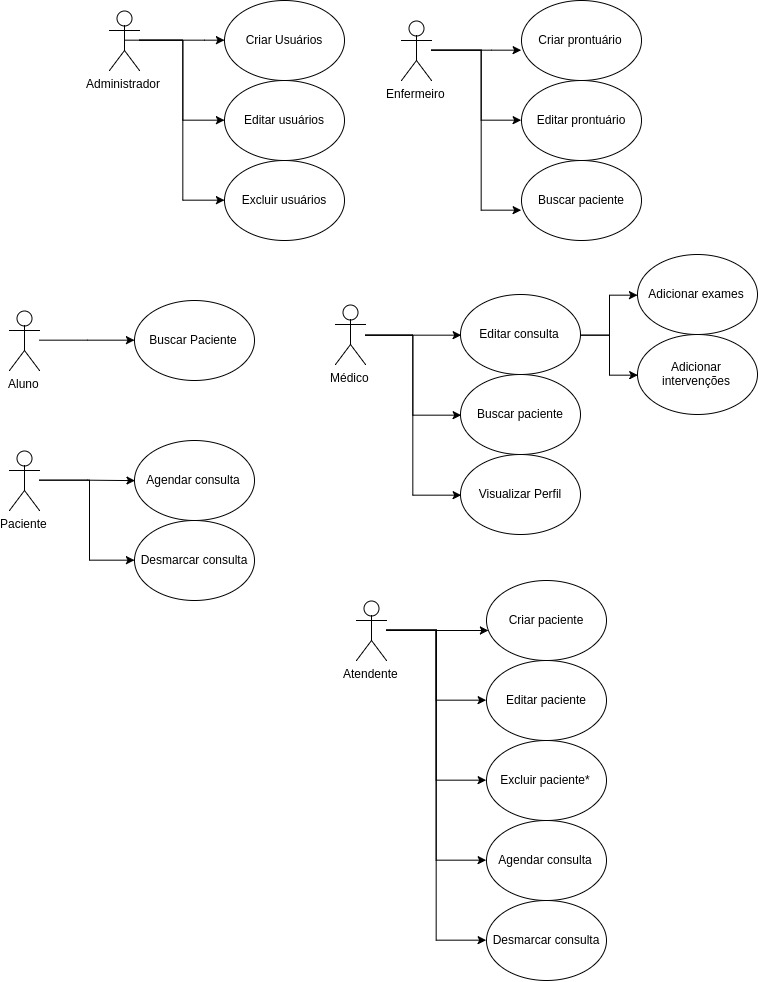 Administrador
Criar Usuários
Editar usuários
Excluir usuários
Enfermeiro
Criar prontuário
Editar prontuário
Buscar paciente
Aluno
Buscar Paciente
Médico
Editar consulta
Adicionar exames
Adicionar
intervenções
Buscar paciente
Visualizar Perfil
Paciente
Agendar consulta
Desmarcar consulta
Atendente
Criar paciente
Editar paciente
Excluir paciente*
Agendar consulta
Desmarcar consulta